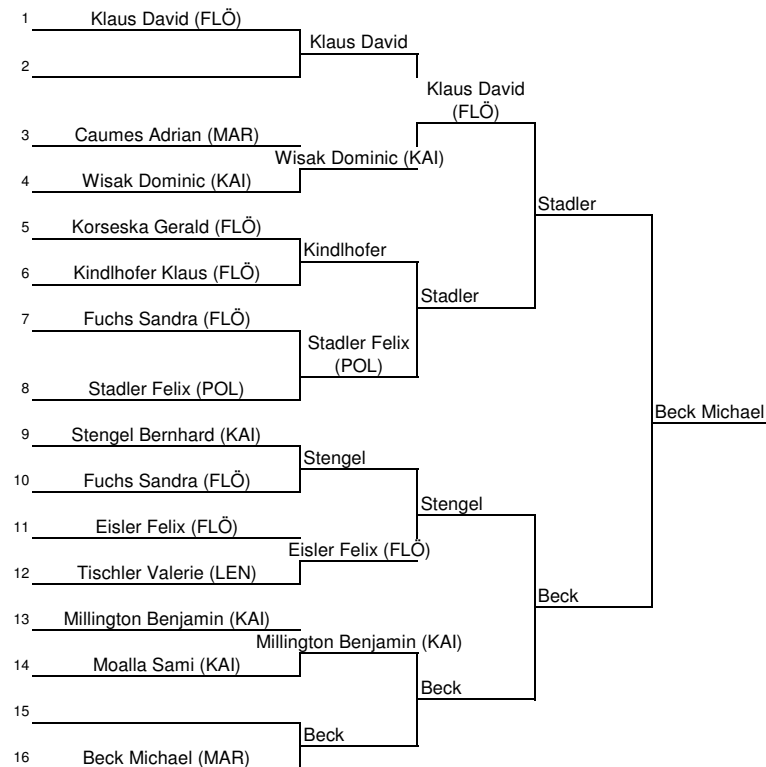 1 Klaus David (FLÖ)
Klaus David
2
Klaus David
(FLÖ)
3 Caumes Adrian (MAR)
Wisak Dominic (KAI)
4 Wisak Dominic (KAI)
Stadler
5 Korseska Gerald (FLÖ)
Kindlhofer
6 Kindlhofer Klaus (FLÖ)
Stadler
7 Fuchs Sandra (FLÖ)
Stadler Felix
(POL)
8 Stadler Felix (POL)
Beck Michael
9 Stengel Bernhard (KAI)
Stengel
10 Fuchs Sandra (FLÖ)
Stengel
11 Eisler Felix (FLÖ)
Eisler Felix (FLÖ)
12 Tischler Valerie (LEN)
Beck
13 Millington Benjamin (KAI)
Millington Benjamin (KAI)
14 Moalla Sami (KAI)
Beck
15
Beck
16 Beck Michael (MAR)